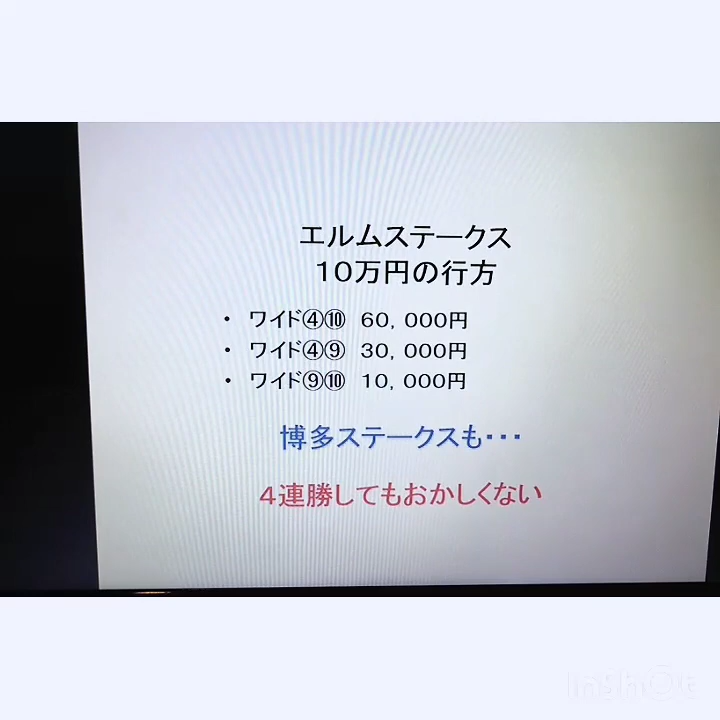 エルムステークス
10万円の行方
・ ワイド④⑩ 60,000円
・ ワイド④⑨ 30,000円
・ ワイド⑨⑩ 10,000円
博多ステークスも・・・
4連勝してもおかしくない
InShOt